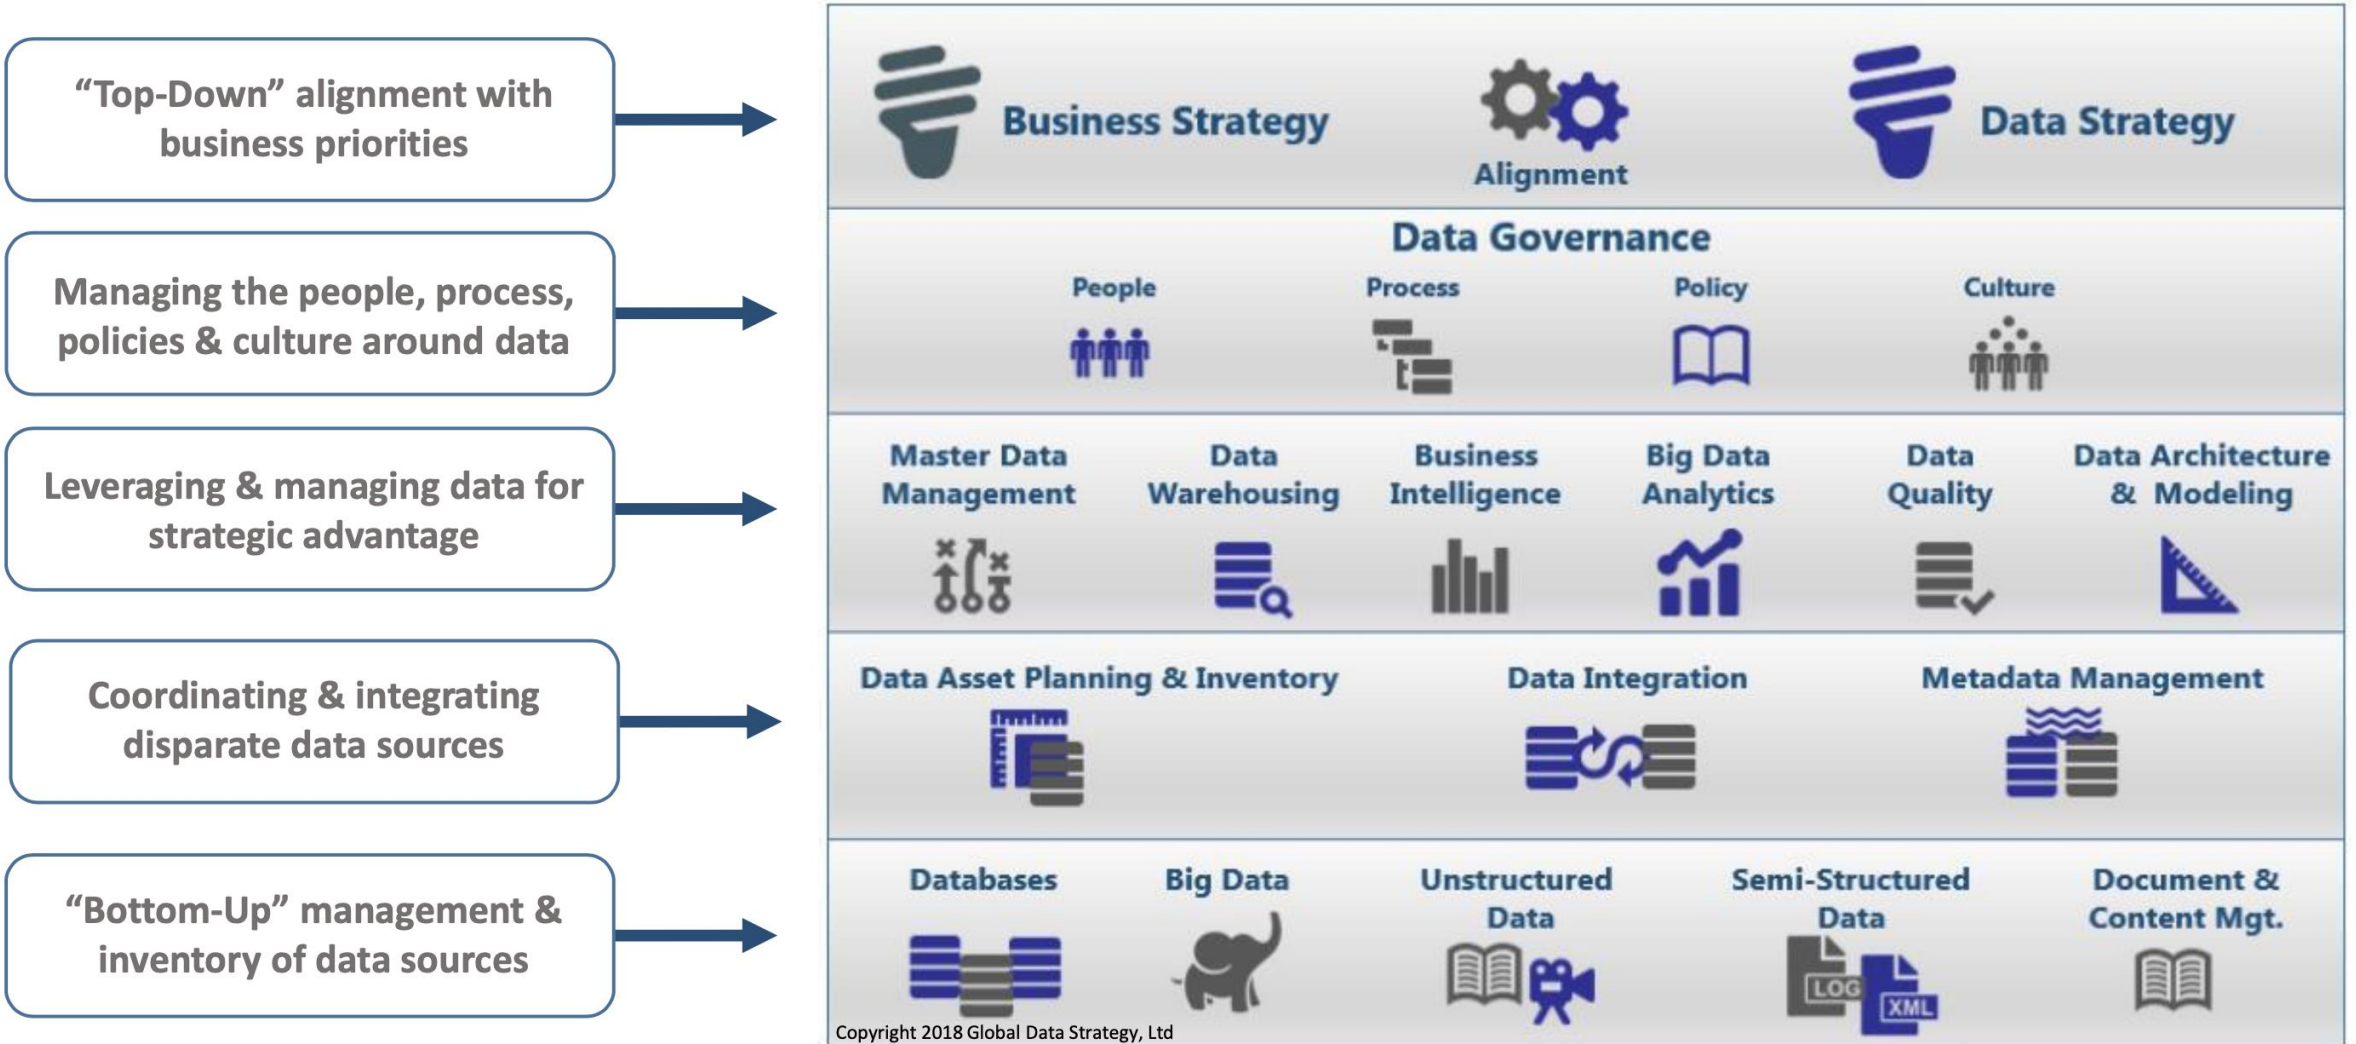 “Top-Down” alignment with
business priorities
Business Strategy
Alignment
Data Strategy
Managing the people, process,
policies & culture around data
Data Governance
People
Process
Policy
Culture
Leveraging & managing data for
strategic advantage
Master Data
Management
Data
Warehousing
Business
Intelligence
Big Data
Analytics
Data
Quality
Data Architecture
& Modeling
Coordinating & integrating
disparate data sources
Data Asset Planning & Inventory
Data Integration
Metadata Management
“Bottom-Up” management &
inventory of data sources
Databases
Big Data
Unstructured
Data
Semi-Structured
Data
LOG
XML
Document &
Content Mgt.
Copyright 2018 Global Data Strategy, Ltd